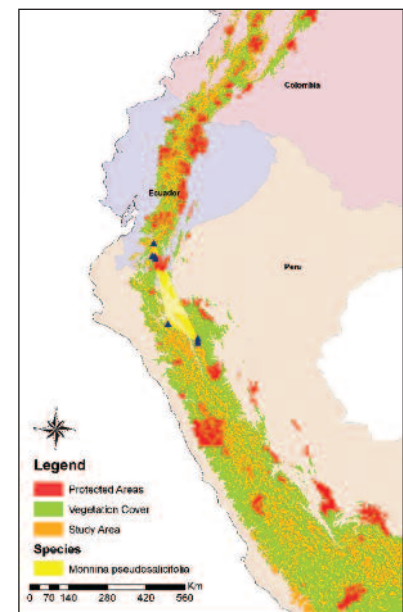 Colombia
Ecuador
Peru
Legend
Protected Areas
Vegetation Cover
Study Area
Species
Monnina pseudosalicifolia
Km
0 70 140 280 420 560